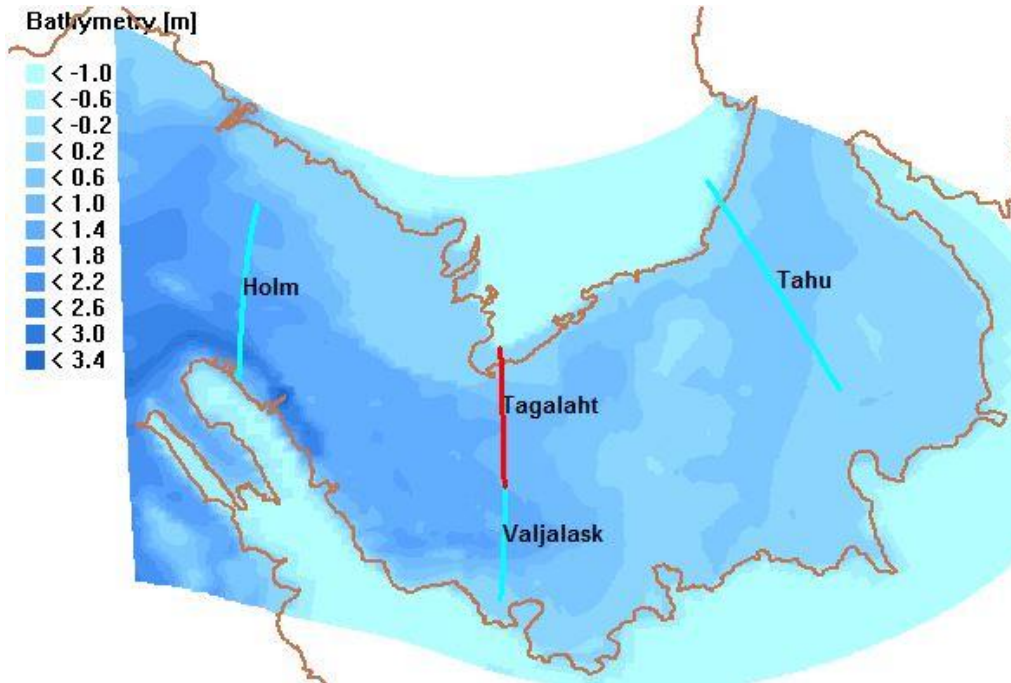 Bathymetry [m]
< -1.0
< -0.6
< -0.2
< 0.2
< 0.6
< 1.0
< 1.4
< 1.8
< 2.2
< 2.6
< 3.0
< 3.4
Holm
Tahu
Tagalaht
Valjalask